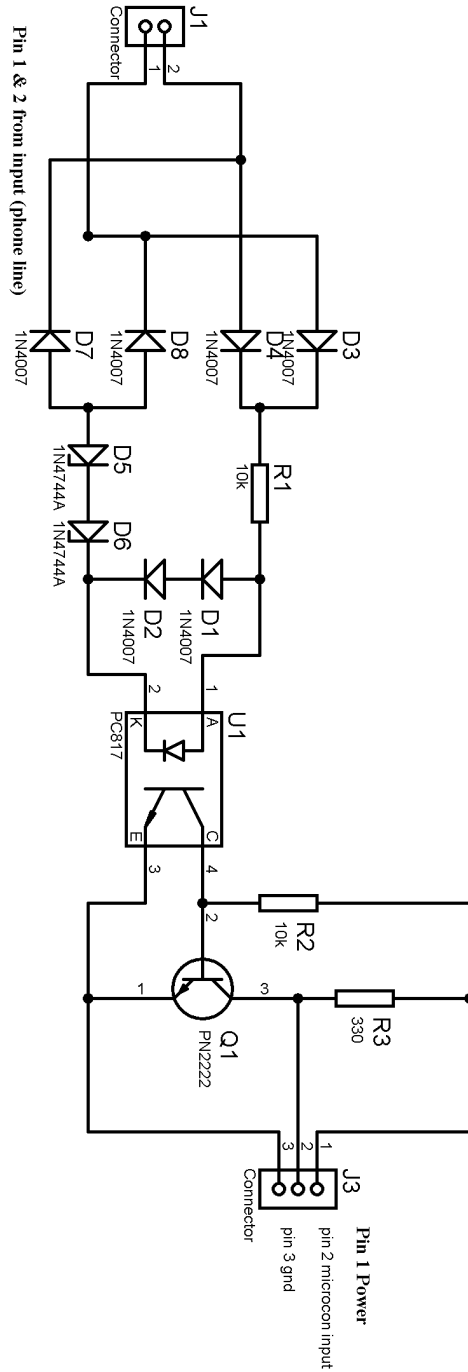 J1
Connector
1
2
Pin 1 & 2 from input (phone line)
D3
1N4007
D4
1N4007
D8
1N4007
D7
1N4007
R1
10k
D5
1N4744A
D6
1N4744A
D1
1N4007
D2
1N4007
U1
PC817
1
A
2
K
C
4
E
3
R2
10k
R3
330
2
3
1
Q1
PN2222
J3
Connector
1
2
3
Pin 1 Power
pin 2 microcon input
pin 3 gnd